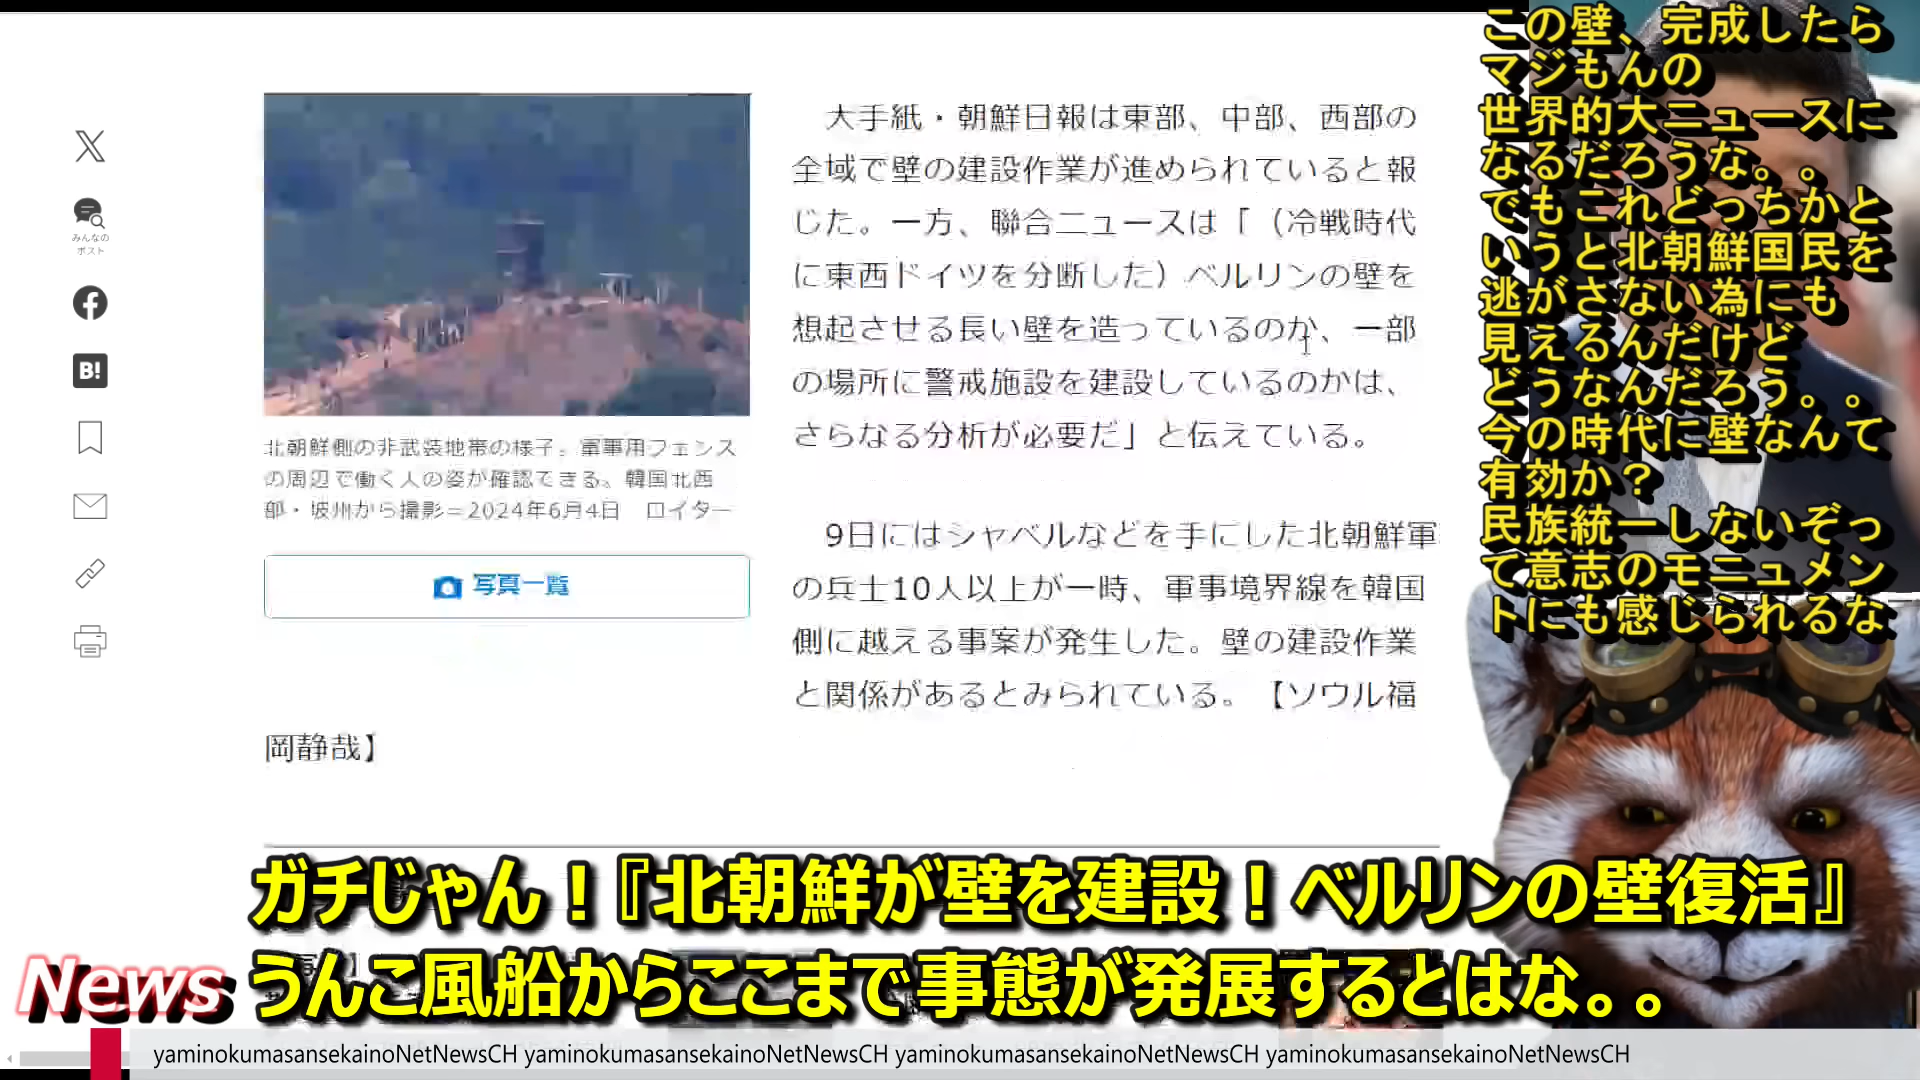 みんなの
ポスト
B!
北朝鮮側の非武装地帯の様子。軍事用フェンス
の周辺で働く人の姿が確認できる。韓国北西
部・坡州から撮影=2024年6月4日 ロイター
写真一覧
大手紙・朝鮮日報は東部、中部、西部の
全域で壁の建設作業が進められていると報
じた。一方、聯合ニュースは「（冷戦時代
に東西ドイツを分断した）ベルリンの壁を
想起させる長い壁を造っているのか、一部
の場所に警戒施設を建設しているのかは、
さらなる分析が必要だ」と伝えている。
9日にはシャベルなどを手にした北朝鮮軍
の兵士10人以上が一時、軍事境界線を韓国
側に越える事案が発生した。壁の建設作業
と関係があるとみられている。【ソウル福
岡静哉】
この壁、完成したら
マジもんの
世界的大ニュースに
なるだろうな。。
でもこれどっちかと
いうと北朝鮮国民を
逃がさない為にも
見えるんだけど
どうなんだろう。。
今の時代に壁なんて
有効か？
民族統一しないぞっ
て意志のモニュメン
トにも感じられるな
ガチじゃん！『北朝鮮が壁を建設！ベルリンの壁復活』
うんこ風船からここまで事態が発展するとはな。。
News
yaminokumasansekainoNetNewsCH yaminokumasansekainoNetNewsCH yaminokumasansekainoNetNewsCH yaminokumasansekainoNetNewsCH